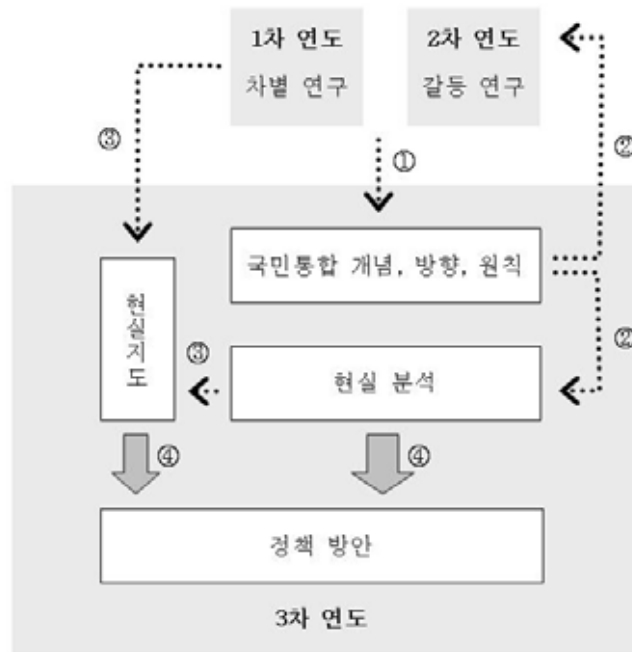 1차 연도
차별 연구
2차 연도
갈등 연구
③
①
②
국민통합 개념, 방향, 원칙
현실지도
②
③
현실 분석
④
④
정책 방안
3차 연도